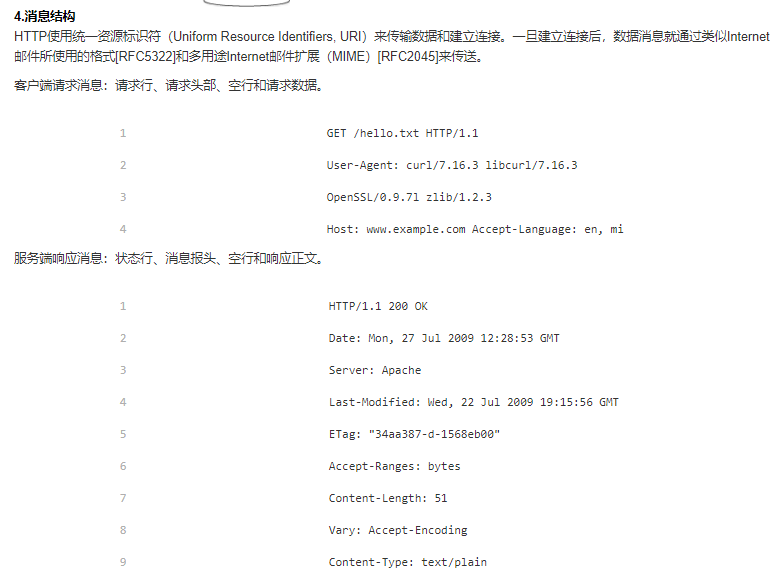 4.消息结构
HTTP使用统一资源标识符（Uniform Resource Identifiers, URI）来传输数据和建立连接。一旦建立连接后，数据消息就通过类似Internet
邮件所使用的格式[RFC5322]和多用途Internet邮件扩展（MIME）[RFC2045]来传送。
客户端请求消息：请求行、请求头部、空行和请求数据。
1 GET /hello.txt HTTP/1.1
2 User-Agent: curl/7.16.3 libcurl/7.16.3
3 OpenSSL/0.9.7l zlib/1.2.3
4 Host: www.example.com Accept-Language: en, mi
服务端响应消息：状态行、消息报头、空行和响应正文。
1 HTTP/1.1 200 OK
2 Date: Mon, 27 Jul 2009 12:28:53 GMT
3 Server: Apache
4 Last-Modified: Wed, 22 Jul 2009 19:15:56 GMT
5 ETag: "34aa387-d-1568eb00"
6 Accept-Ranges: bytes
7 Content-Length: 51
8 Vary: Accept-Encoding
9 Content-Type: text/plain